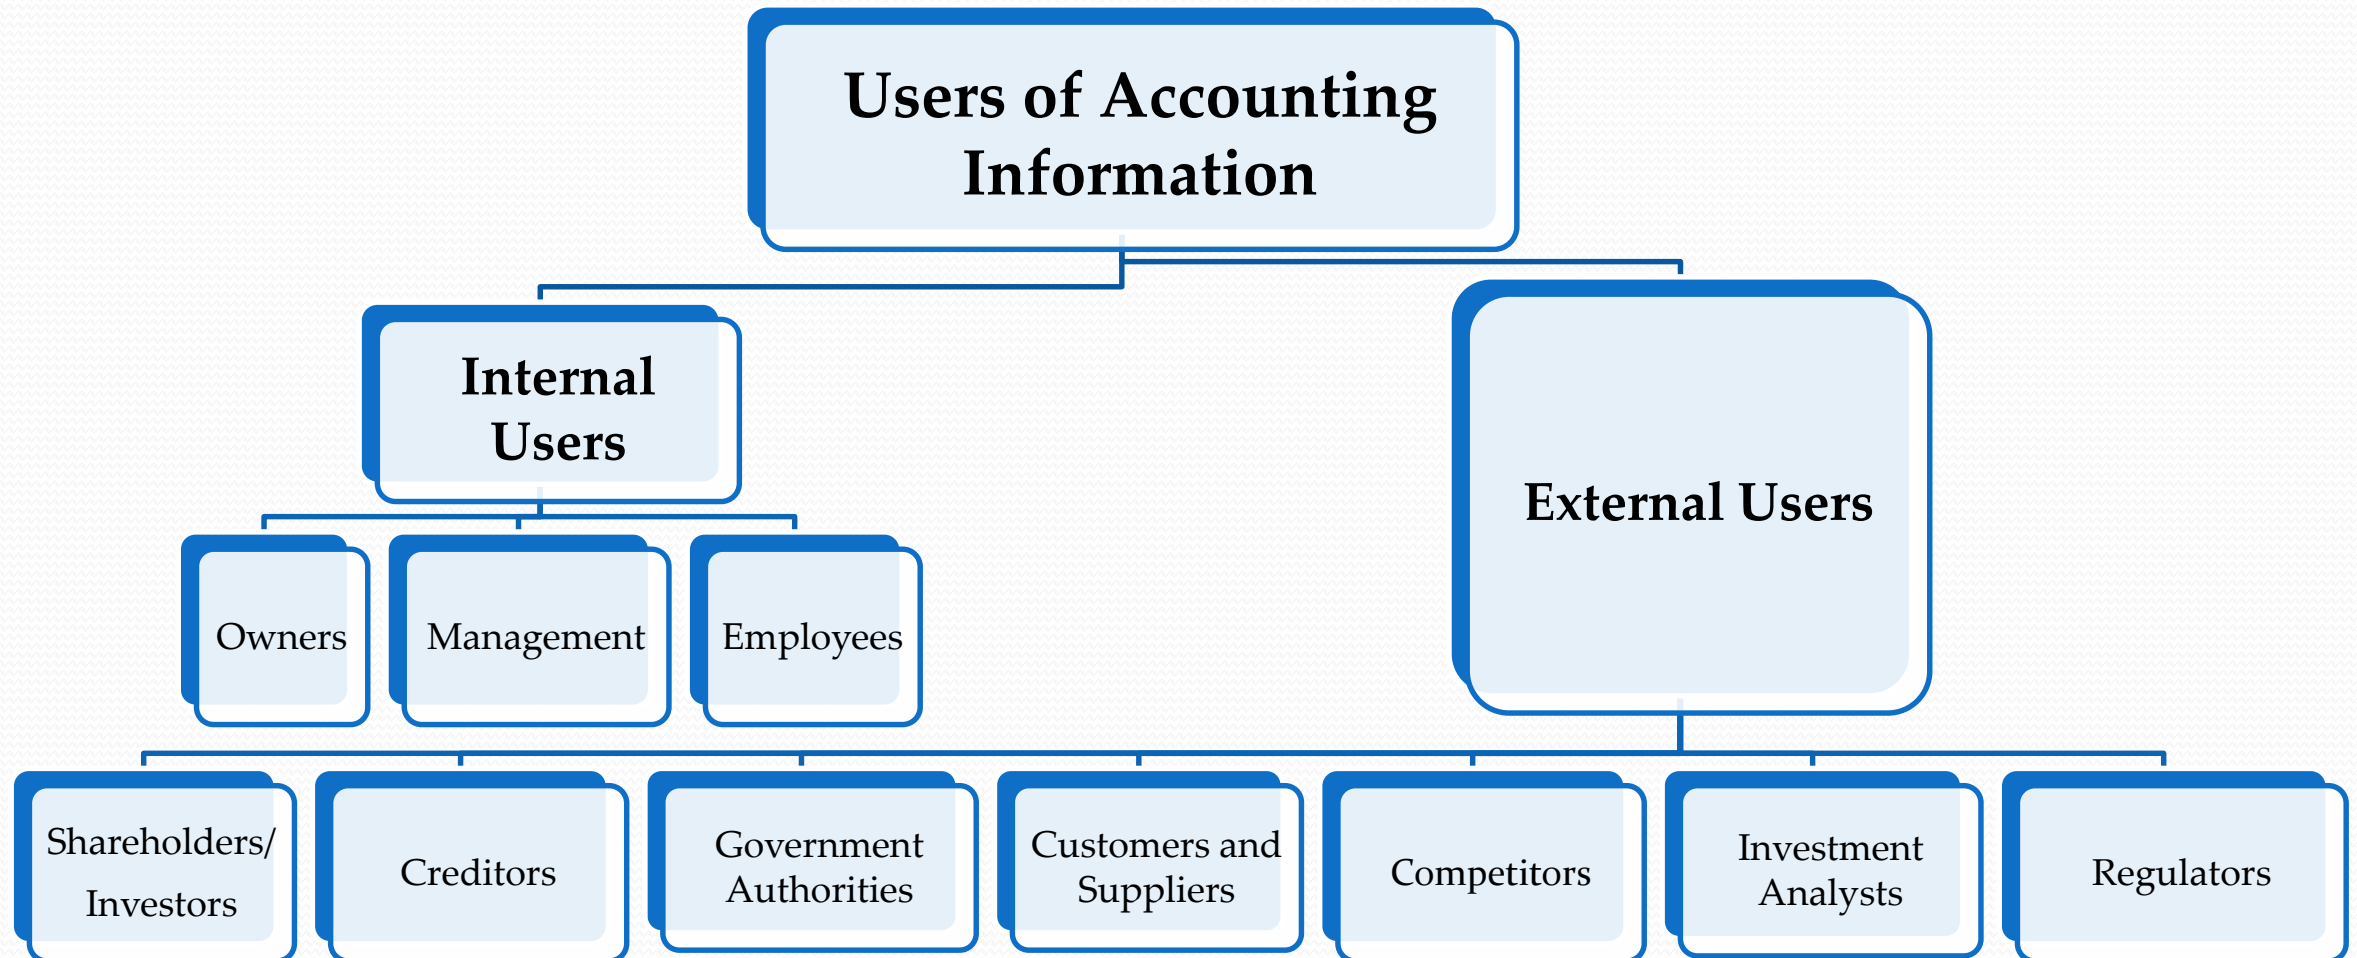 Users of Accounting
Information
Internal
Users
External Users
Owners
Management
Employees
Shareholders/
Investors
Creditors
Government
Authorities
Customers and
Suppliers
Competitors
Investment
Analysts
Regulators